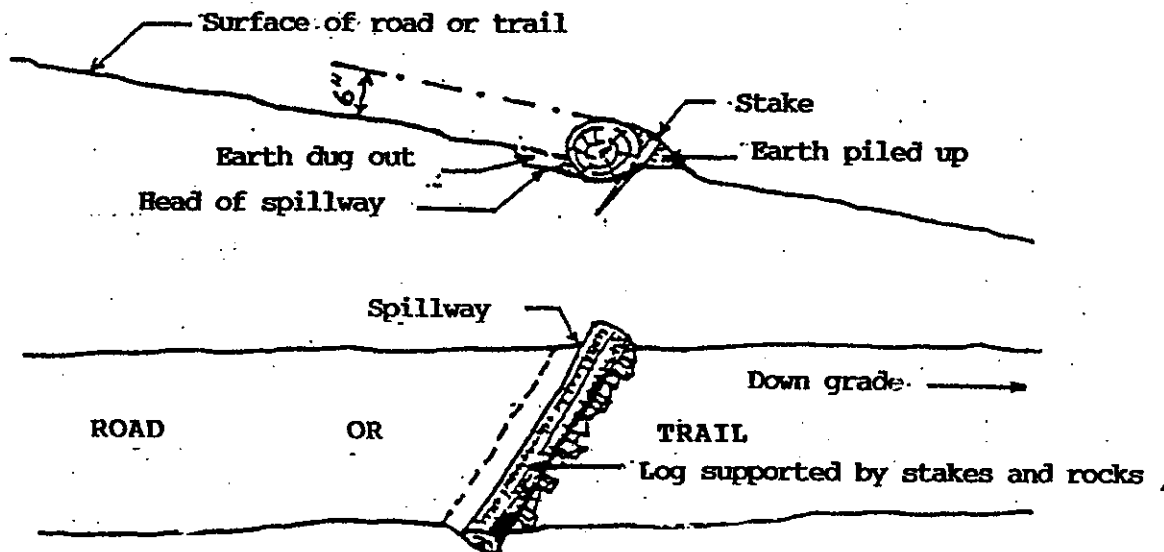 Surface of road or trail
6"
Stake
Earth dug out
Earth piled up
Head of spillway
Spillway
Down grade
ROAD OR TRAIL
Log supported by stakes and rocks